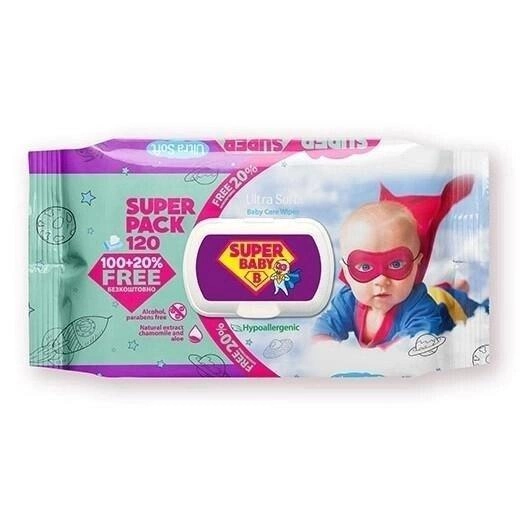 Ultra Soft
SUPER
SUPER
SUPER
PACK
120
100+20%
FREE
БЕЗКОШТОВНО
Alcohol,
parabens free
Natural extract
chamomile and
aloe
FREE 20%
Ultra Soft
Baby Care Wipes
SUPER
BABY
B
Hypoallergenic
FREE 20%